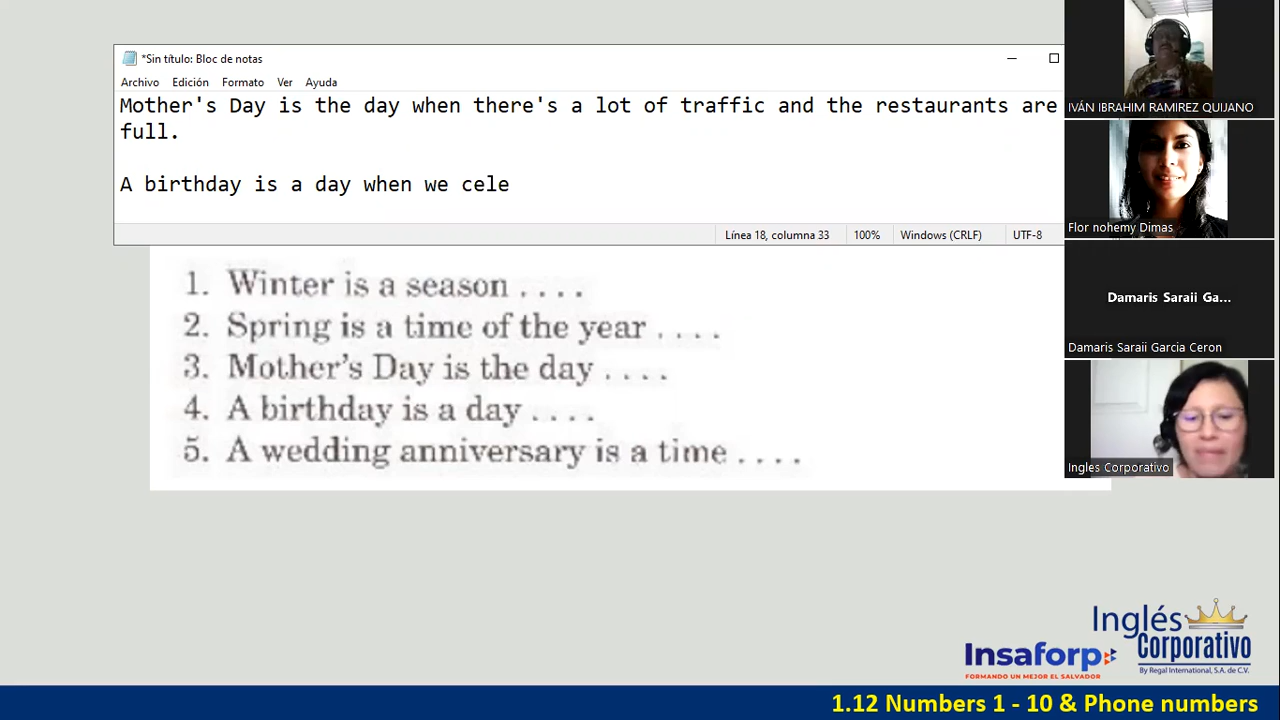 *Sin título: Bloc de notas
Archivo Edición Formato Ver Ayuda
Mother's Day is the day when there's a lot of traffic and the restaurants are
full.
A birthday is a day when we cele
Línea 18, columna 33 100% Windows (CRLF) UTF-8
1. Winter is a season . . . .
2. Spring is a time of the year . . . .
3. Mother's Day is the day . . . .
4. A birthday is a day . . . .
5. A wedding anniversary is a time . . . .
IVÁN IBRAHIM RAMIREZ QUIJANO
Flor nohemy Dimas
Damaris Saraii Ga...
Damaris Saraii Garcia Ceron
Ingles Corporativo
Insaforp
FORMANDO UN MEJOR EL SALVADOR
Inglés
Corporativo
By Regal International, S.A. de C.V.
1.12 Numbers 1 - 10 & Phone numbers